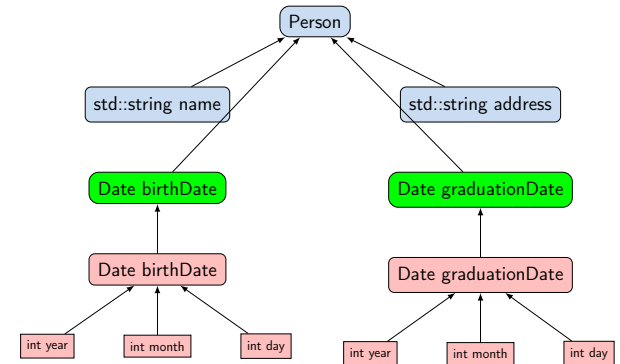 Person
std::string name
std::string address
Date birthDate
Date graduationDate
Date birthDate
Date graduationDate
int year
int month
int day
int year
int month
int day